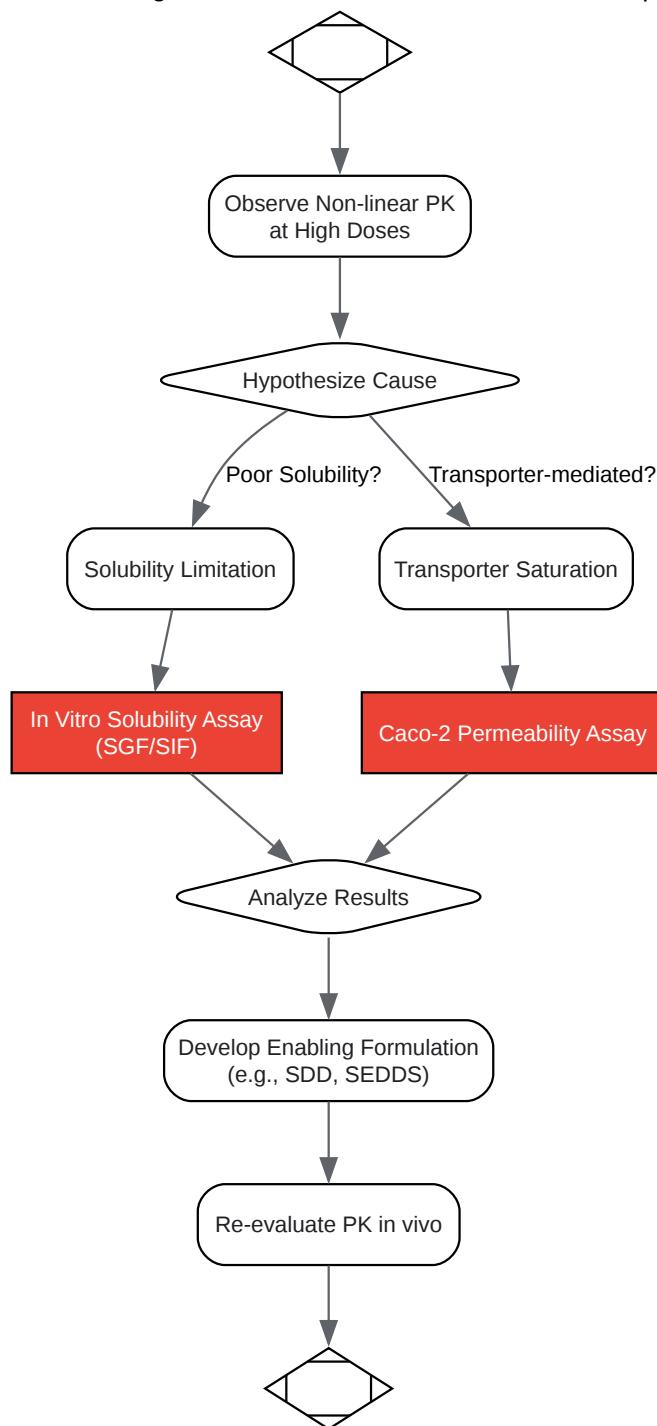 Observe Non-linear PK
at High Doses
Hypothesize Cause
Poor Solubility?
Transporter-mediated?
Solubility Limitation
Transporter Saturation
In Vitro Solubility Assay
(SGF/SIF)
Caco-2 Permeability Assay
Analyze Results
Develop Enabling Formulation
(e.g., SDD, SEDDS)
Re-evaluate PK in vivo